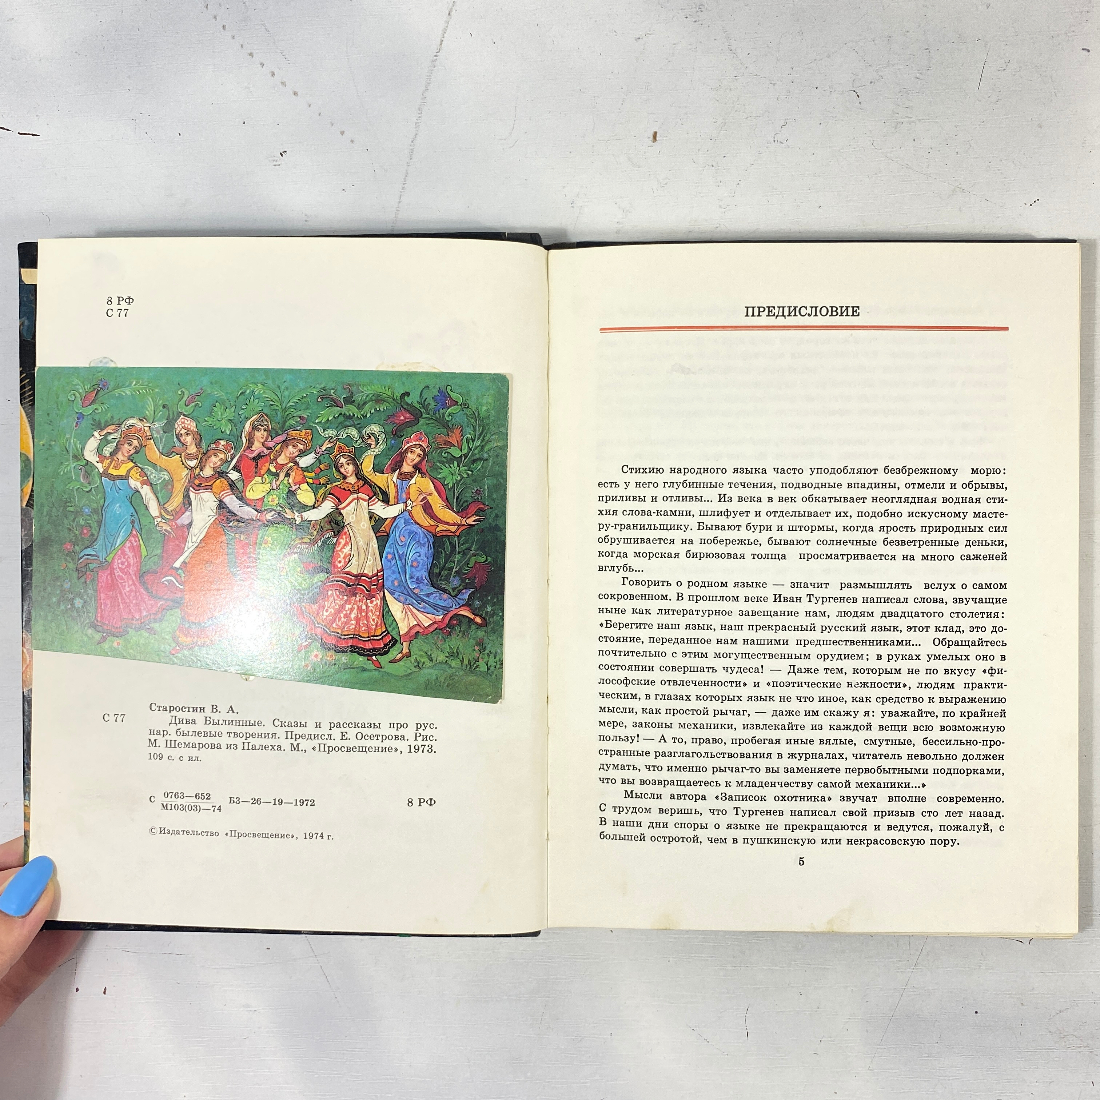 8 РФ
С 77
Старостин В. А.
С 77 Дива Былинные. Сказы и рассказы про рус.
нар. былевые творения. Предисл. Е. Осетрова. Рис.
М. Шемарова из Палеха. М., «Просвещение», 1973.
109 с. с ил.
С 0763—652
М103(03)—74 БЗ—26—19—1972 8 РФ
© Издательство «Просвещение», 1974 г.
ПРЕДИСЛОВИЕ
Стихию народного языка часто уподобляют безбрежному морю:
есть у него глубинные течения, подводные впадины, отмели и обрывы,
приливы и отливы... Из века в век обкатывает неоглядная водная сти-
хия слова-камни, шлифует и отделывает их, подобно искусному масте-
ру-гранильщику. Бывают бури и штормы, когда ярость природных сил
обрушивается на побережье, бывают солнечные безветренные деньки,
когда морская бирюзовая толща просматривается на много саженей
вглубь...
Говорить о родном языке — значит размышлять вслух о самом
сокровенном. В прошлом веке Иван Тургенев написал слова, звучащие
ныне как литературное завещание нам, людям двадцатого столетия:
«Берегите наш язык, наш прекрасный русский язык, этот клад, это до-
стояние, переданное нам нашими предшественниками... Обращайтесь
почтительно с этим могущественным орудием; в руках умелых оно в
состоянии совершать чудеса! — Даже тем, которым не по вкусу «фи-
лософские отвлеченности» и «поэтические нежности», людям практи-
ческим, в глазах которых язык не что иное, как средство к выражению
мысли, как простой рычаг, — даже им скажу я: уважайте, по крайней
мере, законы механики, извлекайте из каждой вещи всю возможную
пользу! — А то, право, пробегая иные вялые, смутные, бессильно-про-
странные разглагольствования в журналах, читатель невольно должен
думать, что именно рычаг-то вы заменяете первобытными подпорками,
что вы возвращаетесь к младенчеству самой механики...»
Мысли автора «Записок охотника» звучат вполне современно.
С трудом веришь, что Тургенев написал свой призыв сто лет назад.
В наши дни споры о языке не прекращаются и ведутся, пожалуй, с
большей остротой, чем в пушкинскую или некрасовскую пору.
5